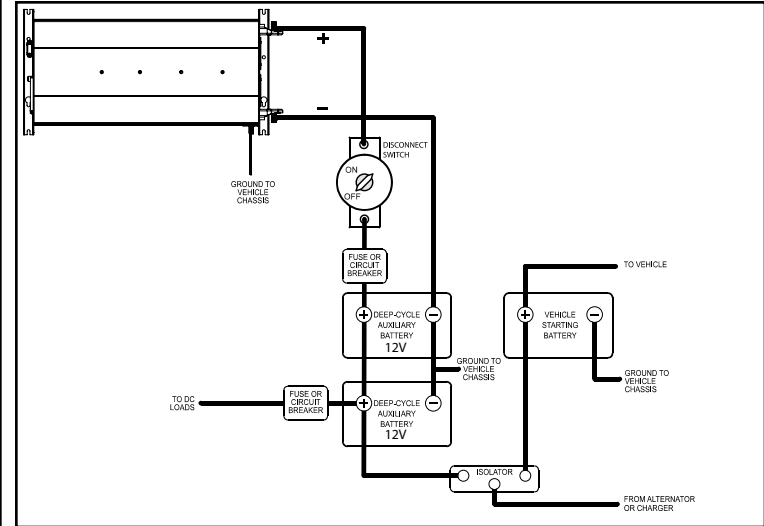 +
−
DISCONNECT
SWITCH
ON
OFF
GROUND TO
VEHICLE
CHASSIS
FUSE OR
CIRCUIT
BREAKER
TO VEHICLE
+ DEEP-CYCLE −
AUXILIARY
BATTERY
12V
+ VEHICLE −
STARTING
BATTERY
GROUND TO
VEHICLE
CHASSIS
GROUND TO
VEHICLE
CHASSIS
TO DC
LOADS
FUSE OR
CIRCUIT
BREAKER
+ DEEP-CYCLE −
AUXILIARY
BATTERY
12V
ISOLATOR
FROM ALTERNATOR
OR CHARGER